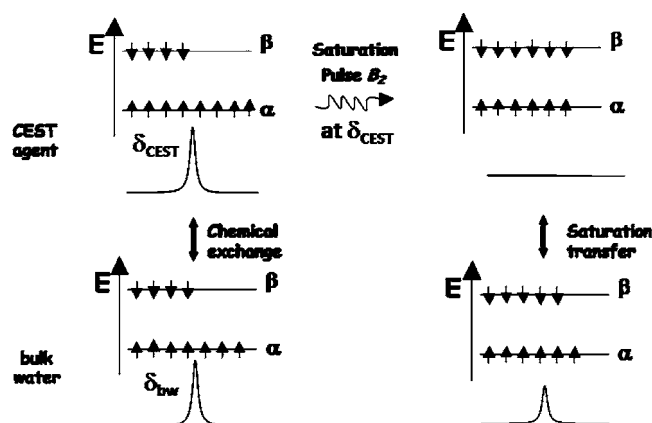 E
β
α
CEST
agent
δCEST
Saturation
Pulse B2
at δCEST
E
β
α
Chemical
exchange
Saturation
transfer
E
β
α
bulk
water
δbw
E
β
α